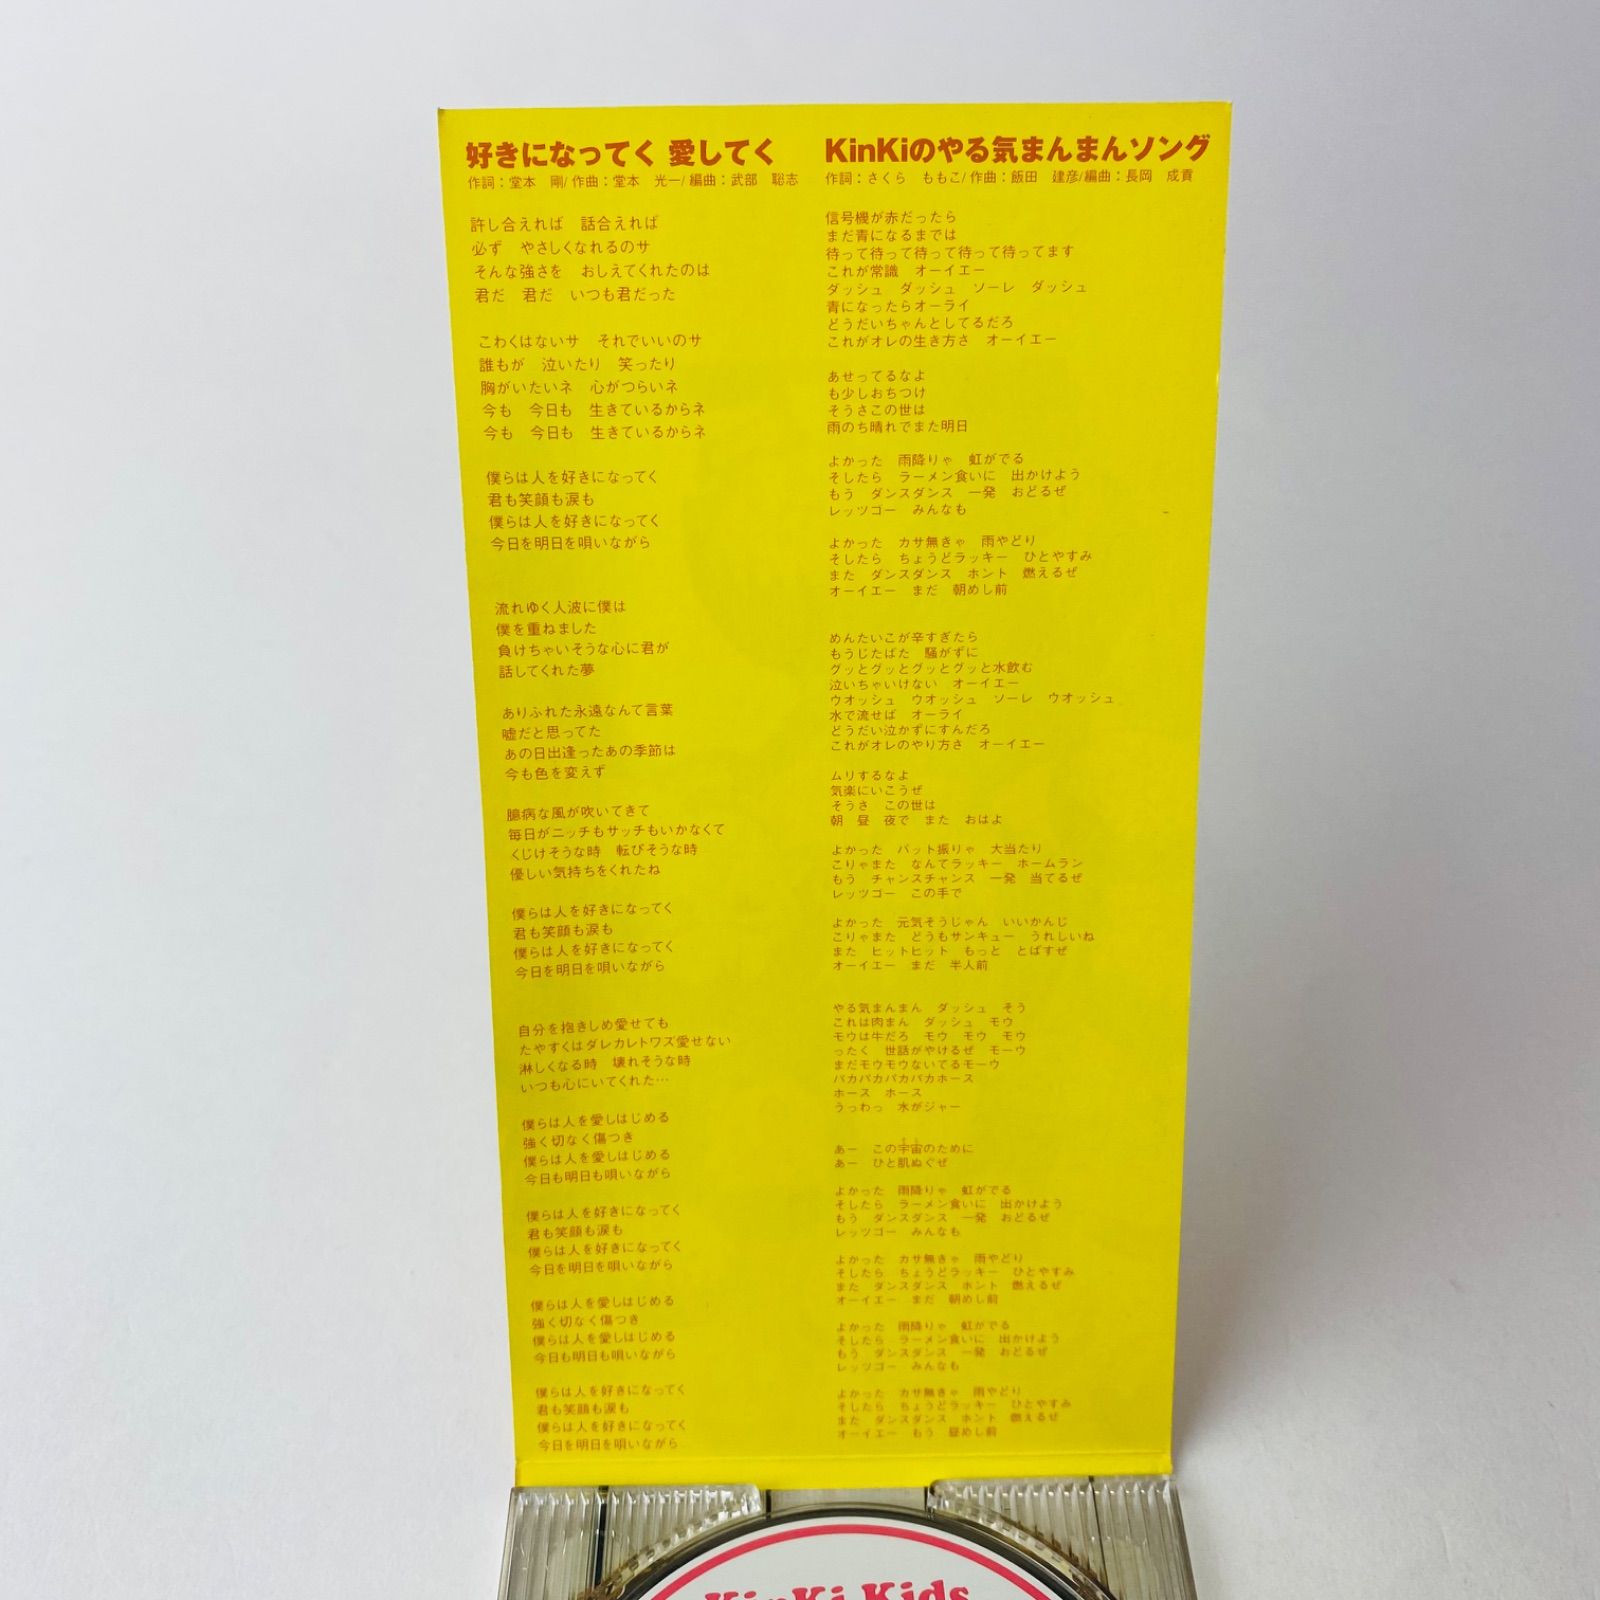 好きになってく 愛してく
作詞：堂本　剛/作曲：堂本　光一/編曲：武部　聡志
許し合えれば　話合えれば
必ず　やさしくなれるのサ
そんな強さを　おしえてくれたのは
君だ　君だ　いつも君だった
こわくはないサ　それでいいのサ
誰もが　泣いたり　笑ったり
胸がいたいネ　心がつらいネ
今も　今日も　生きているからネ
今も　今日も　生きているからネ
僕らは人を好きになってく
君も笑顔も涙も
僕らは人を好きになってく
今日を明日を唄いながら
流れゆく人波に僕は
僕を重ねました
負けちゃいそうな心に君が
話してくれた夢
ありふれた永遠なんて言葉
嘘だと思ってた
あの日出逢ったあの季節は
今も色を変えず
臆病な風が吹いてきて
毎日がニッチもサッチもいかなくて
くじけそうな時　転びそうな時
優しい気持ちをくれたね
僕らは人を好きになってく
君も笑顔も涙も
僕らは人を好きになってく
今日を明日を唄いながら
自分を抱きしめ愛せても
たやすくはダレカレトワズ愛せない
淋しくなる時　壊れそうな時
いつも心にいてくれた…
僕らは人を愛しはじめる
強く切なく傷つき
僕らは人を愛しはじめる
今日も明日も唄いながら
僕らは人を好きになってく
君も笑顔も涙も
僕らは人を好きになってく
今日を明日を唄いながら
僕らは人を愛しはじめる
強く切なく傷つき
僕らは人を愛しはじめる
今日も明日も唄いながら
僕らは人を好きになってく
君も笑顔も涙も
僕らは人を好きになってく
今日を明日を唄いながら
KinKiのやる気まんまんソング
作詞：さくら　ももこ/作曲：飯田　建彦/編曲：長岡　成貢
信号機が赤だったら
まだ青になるまでは
待って待って待って待って待ってます
これが常識　オーイエー
ダッシュ　ダッシュ　ソーレ　ダッシュ
青になったらオーライ
どうだいちゃんとしてるだろ
これがオレの生き方さ　オーイエー
あせってるなよ
も少しおちつけ
そうさこの世は
雨のち晴れでまた明日
よかった　雨降りゃ　虹がでる
そしたら　ラーメン食いに　出かけよう
もう　ダンスダンス　一発　おどるぜ
レッツゴー　みんなも
よかった　カサ無きゃ　雨やどり
そしたら　ちょうどラッキー　ひとやすみ
また　ダンスダンス　ホント　燃えるぜ
オーイエー　まだ　朝めし前
めんたいこが辛すぎたら
もうじたばた　騒がずに
グッとグッとグッとグッと水飲む
泣いちゃいけない　オーイエー
ウオッシュ　ウオッシュ　ソーレ　ウオッシュ
水で流せば　オーライ
どうだい泣かずにすんだろ
これがオレのやり方さ　オーイエー
ムリするなよ
気楽にいこうぜ
そうさ　この世は
朝　昼　夜で　また　おはよ
よかった　バット振りゃ　大当たり
こりゃまた　なんてラッキー　ホームラン
もう　チャンスチャンス　一発　当てるぜ
レッツゴー　この手で
よかった　元気そうじゃん　いいかんじ
こりゃまた　どうもサンキュー　うれしいね
また　ヒットヒット　もっと　とばすぜ
オーイエー　まだ　半人前
やる気まんまん　ダッシュ　そう
これは肉まん　ダッシュ　モウ
モウは牛だろ　モウ　モウ　モウ
ったく　世話がやけるぜ　モーウ
まだモウモウないてるモーウ
バカバカバカバカホース
ホース　ホース
うっわっ　水がジャー
あー　この宇宙のために
あー　ひと肌ぬぐぜ
よかった　雨降りゃ　虹がでる
そしたら　ラーメン食いに　出かけよう
もう　ダンスダンス　一発　おどるぜ
レッツゴー　みんなも
よかった　カサ無きゃ　雨やどり
そしたら　ちょうどラッキー　ひとやすみ
また　ダンスダンス　ホント　燃えるぜ
オーイエー　まだ　朝めし前
よかった　雨降りゃ　虹がでる
そしたら　ラーメン食いに　出かけよう
もう　ダンスダンス　一発　おどるぜ
レッツゴー　みんなも
よかった　カサ無きゃ　雨やどり
そしたら　ちょうどラッキー　ひとやすみ
また　ダンスダンス　ホント　燃えるぜ
オーイエー　もう　昼めし前
KinKi Kids